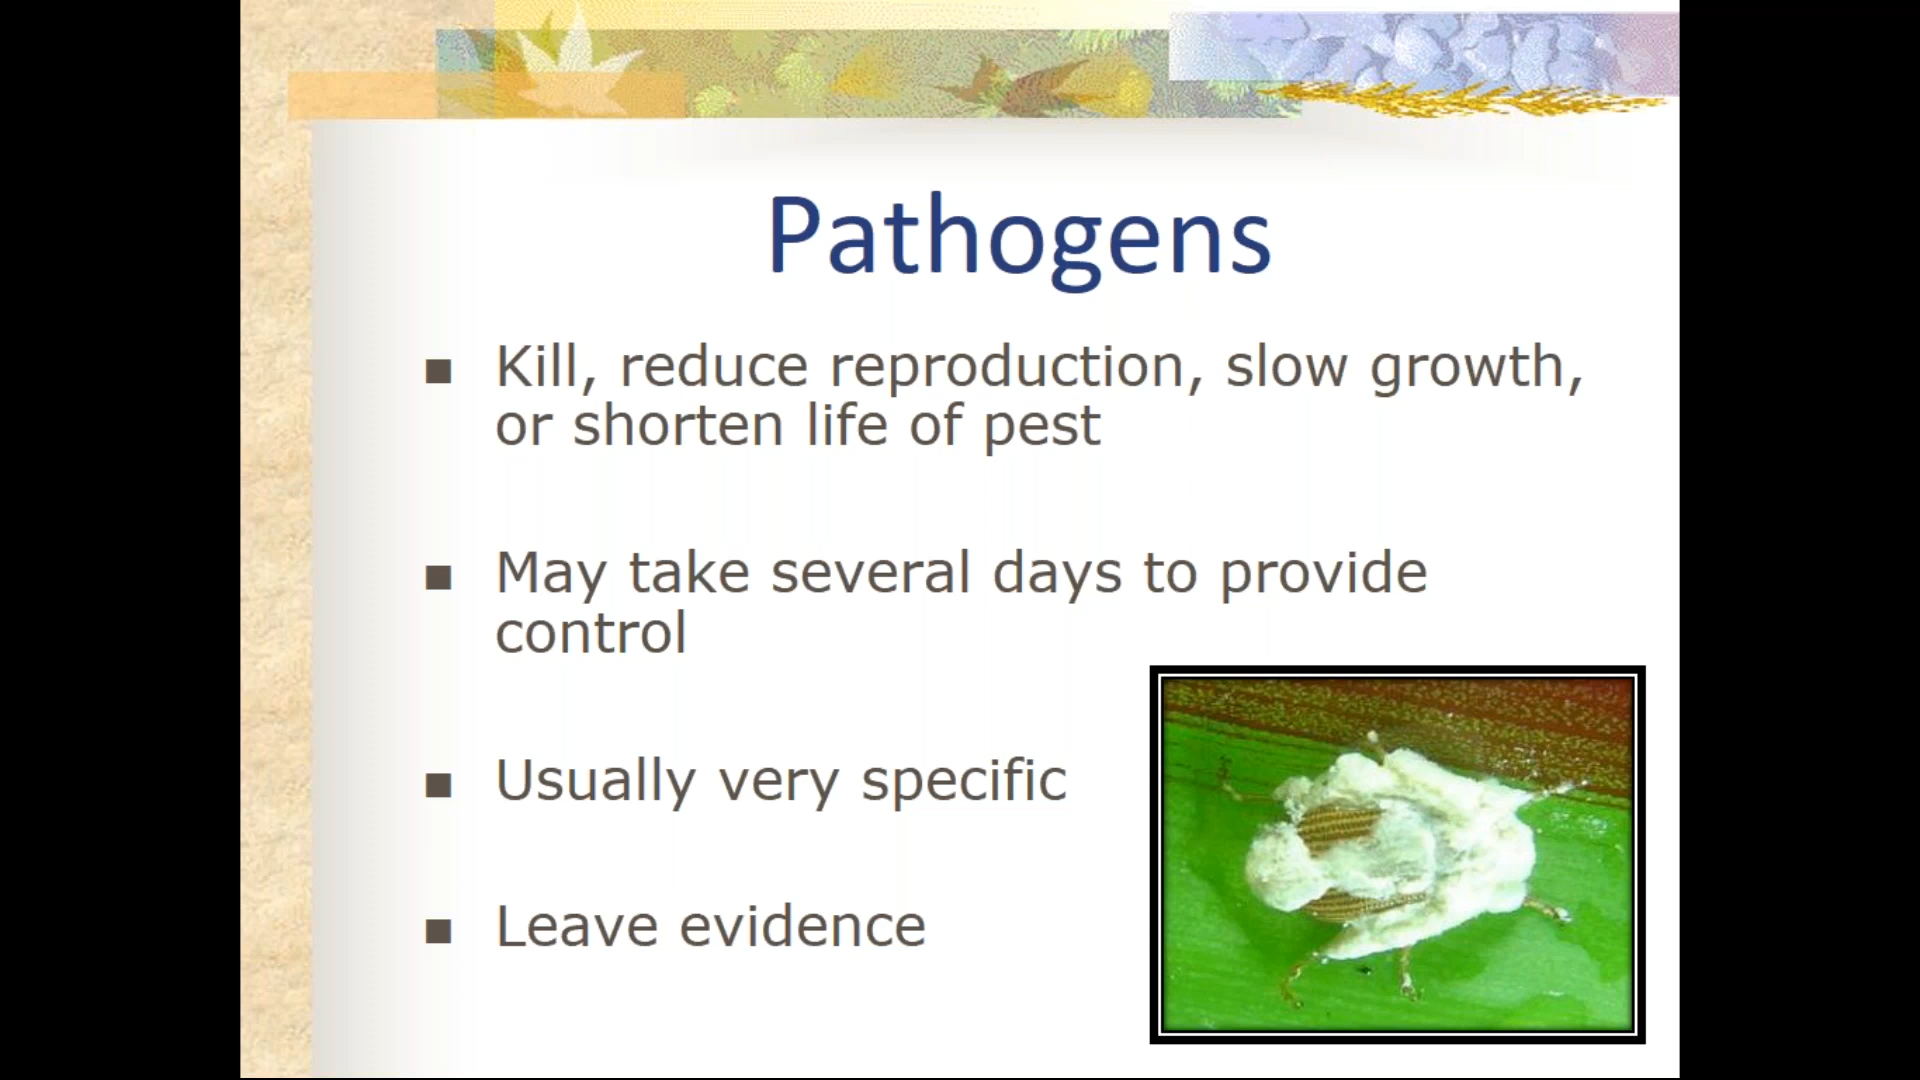 Pathogens
■ Kill, reduce reproduction, slow growth,
or shorten life of pest
■ May take several days to provide
control
■ Usually very specific
■ Leave evidence